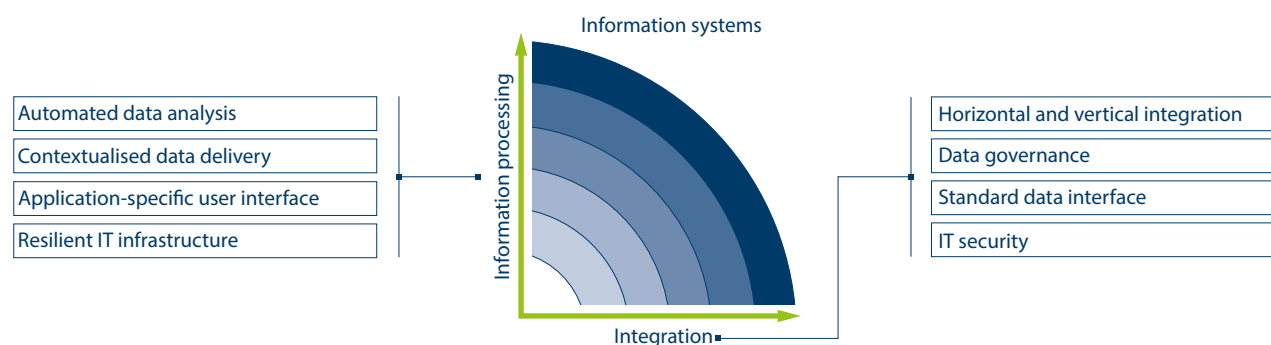 Information systems
Automated data analysis
Contextualised data delivery
Application-specific user interface
Resilient IT infrastructure
Information processing
Integration
Horizontal and vertical integration
Data governance
Standard data interface
IT security